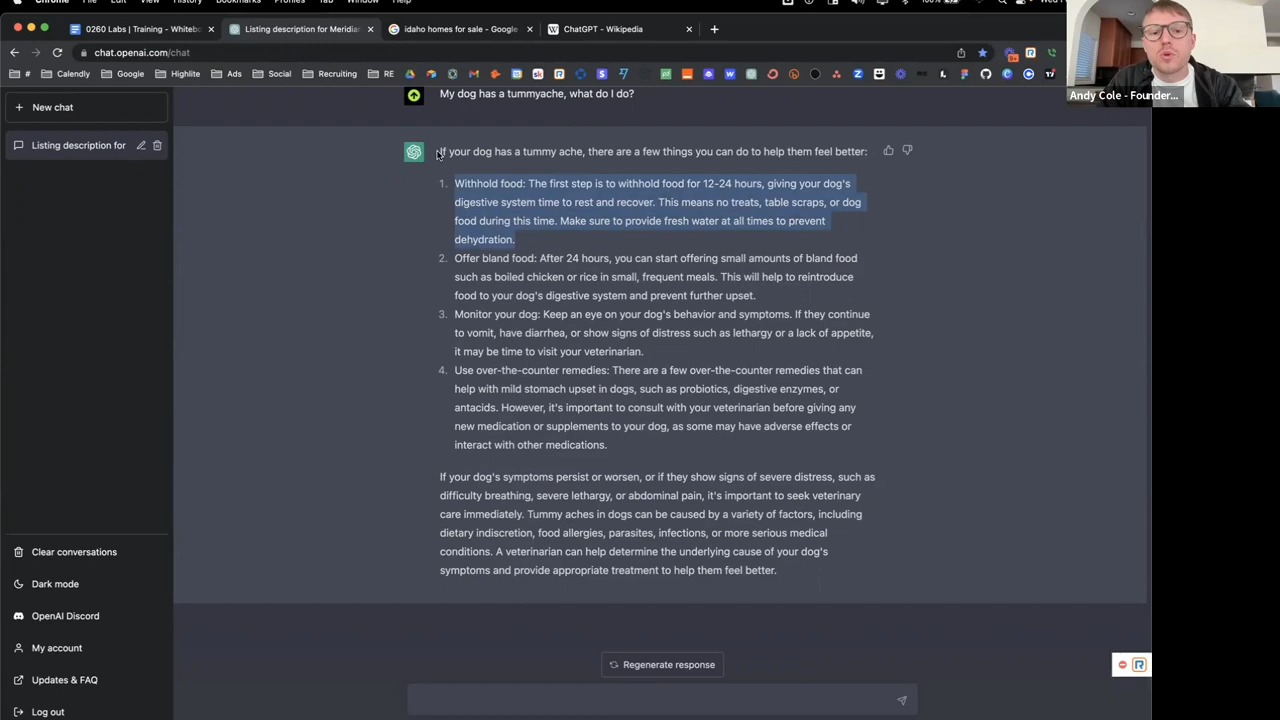 Chrome File Edit View History Bookmarks Profiles Tab Window Help
0260 Labs | Training - Whitebo
Listing description for Meridia
idaho homes for sale - Google
ChatGPT - Wikipedia
chat.openai.com/chat
#
Calendly
Google
Highlite
Ads
Social
Recruiting
RE
Andy Cole - Founder...
New chat
My dog has a tummyache, what do I do?
Listing description for
If your dog has a tummy ache, there are a few things you can do to help them feel better:
1. Withhold food: The first step is to withhold food for 12-24 hours, giving your dog's
digestive system time to rest and recover. This means no treats, table scraps, or dog
food during this time. Make sure to provide fresh water at all times to prevent
dehydration.
2. Offer bland food: After 24 hours, you can start offering small amounts of bland food
such as boiled chicken or rice in small, frequent meals. This will help to reintroduce
food to your dog's digestive system and prevent further upset.
3. Monitor your dog: Keep an eye on your dog's behavior and symptoms. If they continue
to vomit, have diarrhea, or show signs of distress such as lethargy or a lack of appetite,
it may be time to visit your veterinarian.
4. Use over-the-counter remedies: There are a few over-the-counter remedies that can
help with mild stomach upset in dogs, such as probiotics, digestive enzymes, or
antacids. However, it's important to consult with your veterinarian before giving any
new medication or supplements to your dog, as some may have adverse effects or
interact with other medications.
If your dog's symptoms persist or worsen, or if they show signs of severe distress, such as
difficulty breathing, severe lethargy, or abdominal pain, it's important to seek veterinary
care immediately. Tummy aches in dogs can be caused by a variety of factors, including
dietary indiscretion, food allergies, parasites, infections, or more serious medical
conditions. A veterinarian can help determine the underlying cause of your dog's
symptoms and provide appropriate treatment to help them feel better.
Clear conversations
Dark mode
OpenAI Discord
My account
Updates & FAQ
Log out
Regenerate response